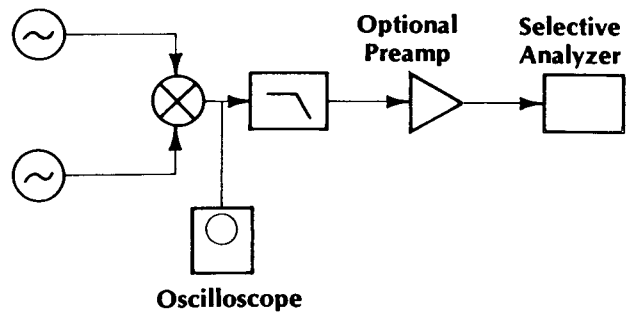 Optional
Preamp
Selective
Analyzer
Oscilloscope